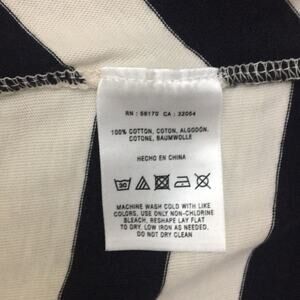 RN : 58170 CA : 32054
100% COTTON, COTON, ALGODON,
COTONE, BAUMWOLLE
HECHO EN CHINA
30
MACHINE WASH COLD WITH LIKE
COLORS, USE ONLY NON-CHLORINE
BLEACH, RESHAPE LAY FLAT
TO DRY, LOW IRON AS NEEDED,
DO NOT DRY CLEAN